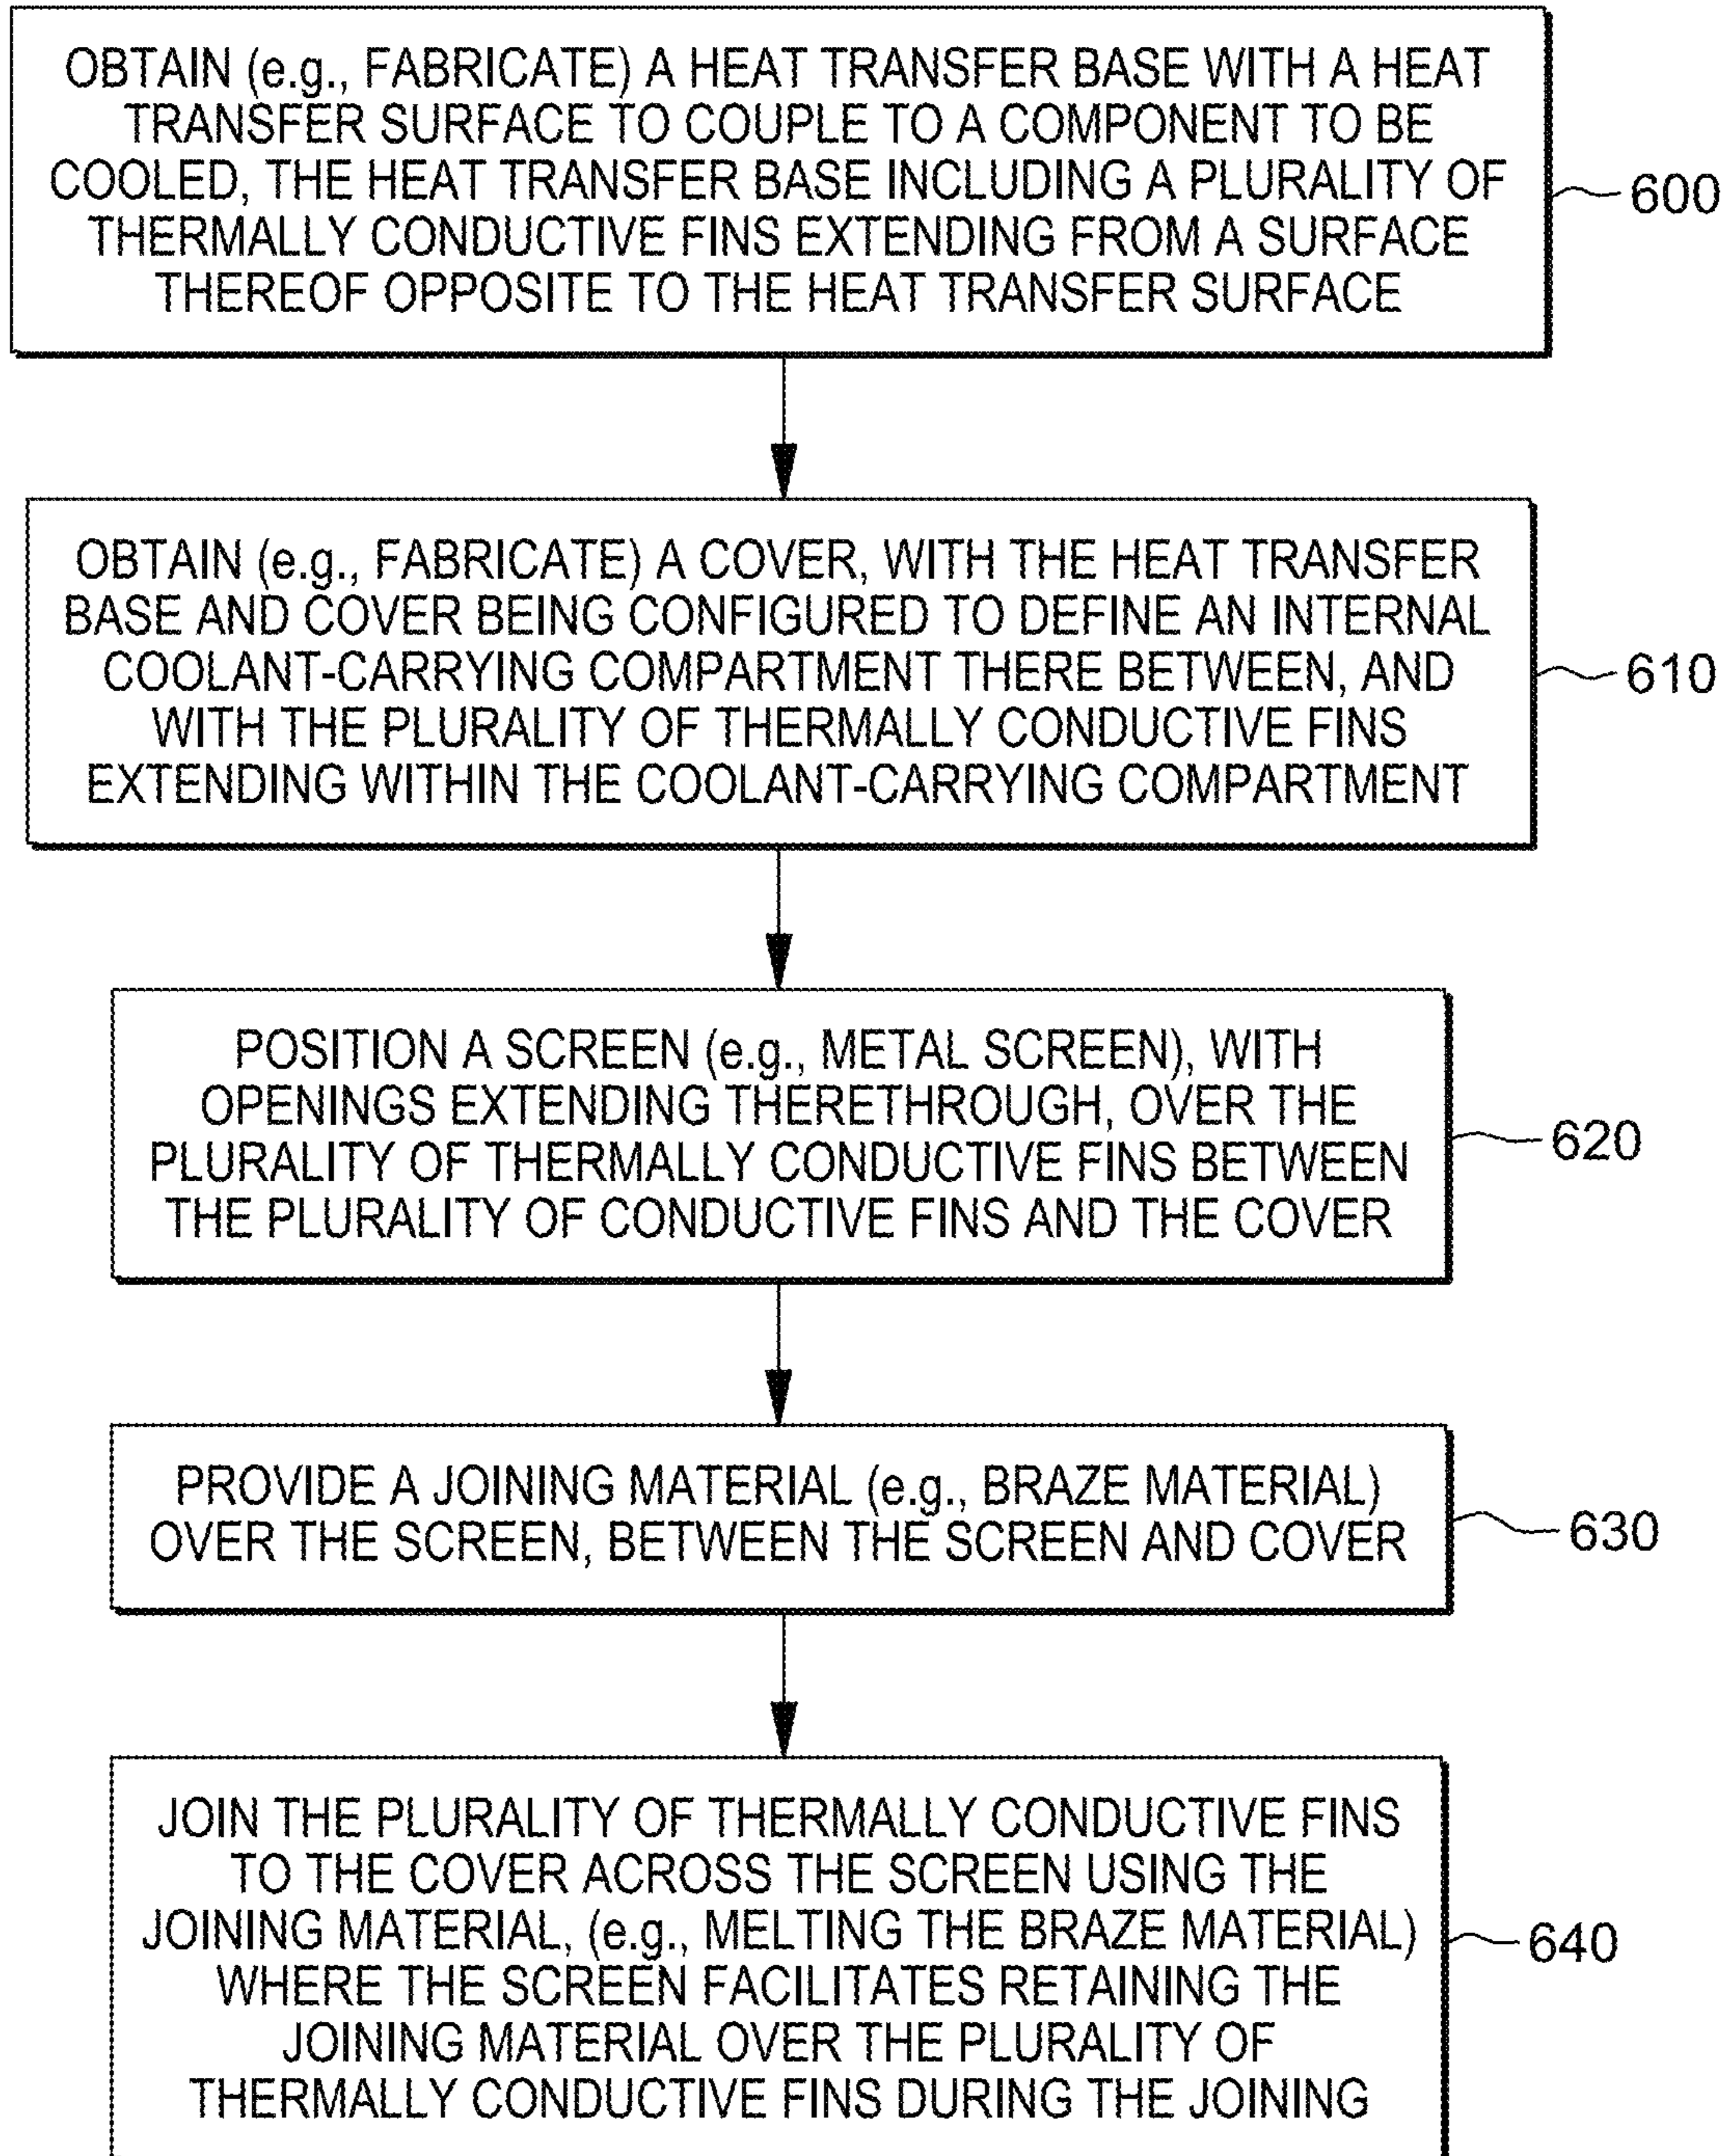 OBTAIN (e.g., FABRICATE) A HEAT TRANSFER BASE WITH A HEAT
TRANSFER SURFACE TO COUPLE TO A COMPONENT TO BE
COOLED, THE HEAT TRANSFER BASE INCLUDING A PLURALITY OF
THERMALLY CONDUCTIVE FINS EXTENDING FROM A SURFACE
THEREOF OPPOSITE TO THE HEAT TRANSFER SURFACE
600
OBTAIN (e.g., FABRICATE) A COVER, WITH THE HEAT TRANSFER
BASE AND COVER BEING CONFIGURED TO DEFINE AN INTERNAL
COOLANT-CARRYING COMPARTMENT THERE BETWEEN, AND
WITH THE PLURALITY OF THERMALLY CONDUCTIVE FINS
EXTENDING WITHIN THE COOLANT-CARRYING COMPARTMENT
610
POSITION A SCREEN (e.g., METAL SCREEN), WITH
OPENINGS EXTENDING THERETHROUGH, OVER THE
PLURALITY OF THERMALLY CONDUCTIVE FINS BETWEEN
THE PLURALITY OF CONDUCTIVE FINS AND THE COVER
620
PROVIDE A JOINING MATERIAL (e.g., BRAZE MATERIAL)
OVER THE SCREEN, BETWEEN THE SCREEN AND COVER
630
JOIN THE PLURALITY OF THERMALLY CONDUCTIVE FINS
TO THE COVER ACROSS THE SCREEN USING THE
JOINING MATERIAL, (e.g., MELTING THE BRAZE MATERIAL)
WHERE THE SCREEN FACILITATES RETAINING THE
JOINING MATERIAL OVER THE PLURALITY OF
THERMALLY CONDUCTIVE FINS DURING THE JOINING
640